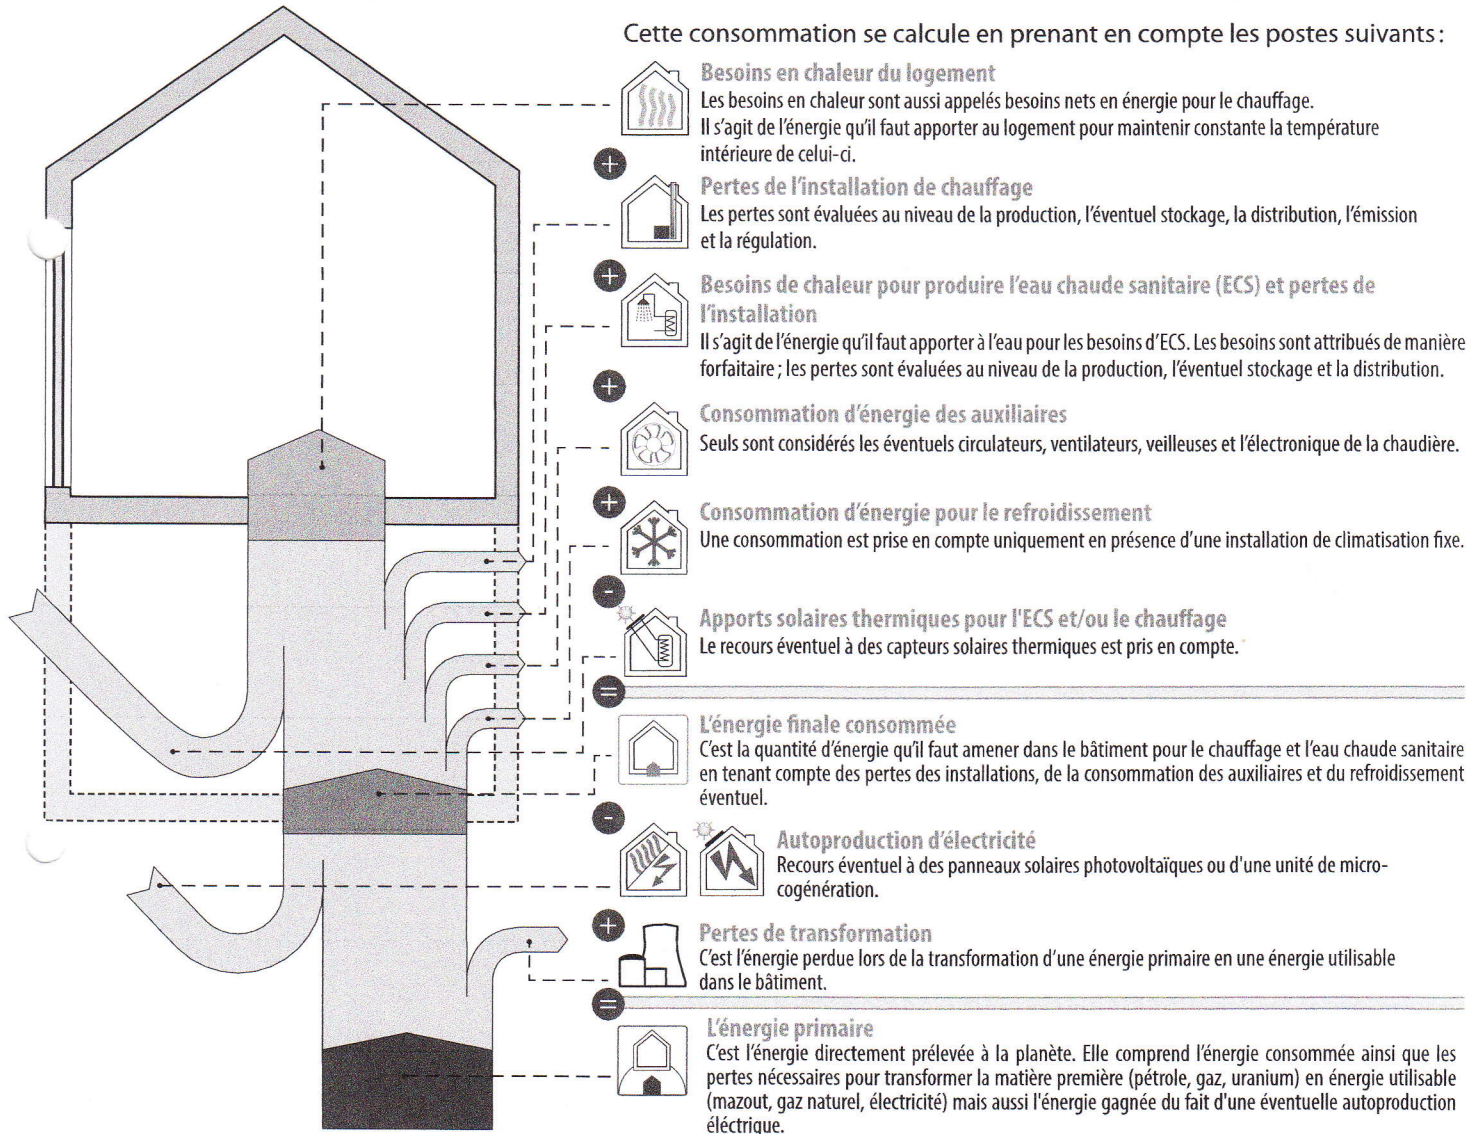 Cette consommation se calcule en prenant en compte les postes suivants :
Besoins en chaleur du logement
Les besoins en chaleur sont aussi appelés besoins nets en énergie pour le chauffage.
Il s'agit de l'énergie qu'il faut apporter au logement pour maintenir constante la température
intérieure de celui-ci.
+
Pertes de l'installation de chauffage
Les pertes sont évaluées au niveau de la production, l'éventuel stockage, la distribution, l'émission
et la régulation.
+
Besoins de chaleur pour produire l'eau chaude sanitaire (ECS) et pertes de
l'installation
Il s'agit de l'énergie qu'il faut apporter à l'eau pour les besoins d'ECS. Les besoins sont attribués de manière
forfaitaire ; les pertes sont évaluées au niveau de la production, l'éventuel stockage et la distribution.
+
Consommation d'énergie des auxiliaires
Seuls sont considérés les éventuels circulateurs, ventilateurs, veilleuses et l'électronique de la chaudière.
+
Consommation d'énergie pour le refroidissement
Une consommation est prise en compte uniquement en présence d'une installation de climatisation fixe.
-
Apports solaires thermiques pour l'ECS et/ou le chauffage
Le recours éventuel à des capteurs solaires thermiques est pris en compte.
=
L'énergie finale consommée
C'est la quantité d'énergie qu'il faut amener dans le bâtiment pour le chauffage et l'eau chaude sanitaire
en tenant compte des pertes des installations, de la consommation des auxiliaires et du refroidissement
éventuel.
-
Autoproduction d'électricité
Recours éventuel à des panneaux solaires photovoltaïques ou d'une unité de micro-
cogénération.
+
Pertes de transformation
C'est l'énergie perdue lors de la transformation d'une énergie primaire en une énergie utilisable
dans le bâtiment.
=
L'énergie primaire
C'est l'énergie directement prélevée à la planète. Elle comprend l'énergie consommée ainsi que les
pertes nécessaires pour transformer la matière première (pétrole, gaz, uranium) en énergie utilisable
(mazout, gaz naturel, électricité) mais aussi l'énergie gagnée du fait d'une éventuelle autoproduction
éléctrique.